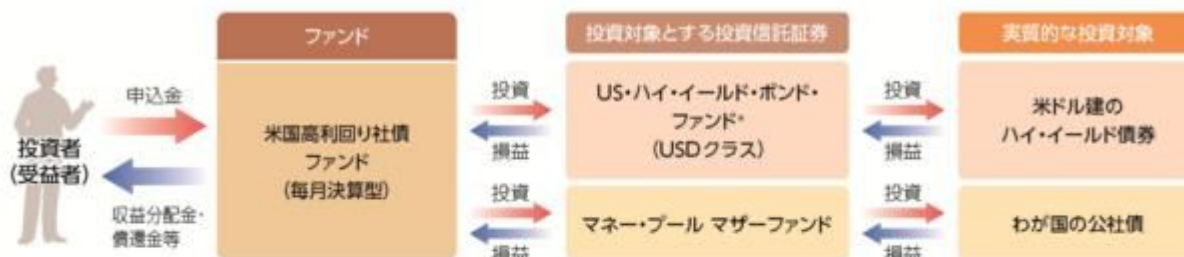 ファンド
投資対象とする投資信託証券
実質的な投資対象
申込金
投資者
(受益者)
収益分配金・
償還金等
米国高利回り社債
ファンド
(毎月決算型)
投資
損益
US・ハイ・イールド・ボンド・
ファンド*
(USDクラス)
投資
損益
米ドル建の
ハイ・イールド債券
投資
損益
マネー・プール マザーファンド
投資
損益
わが国の公社債